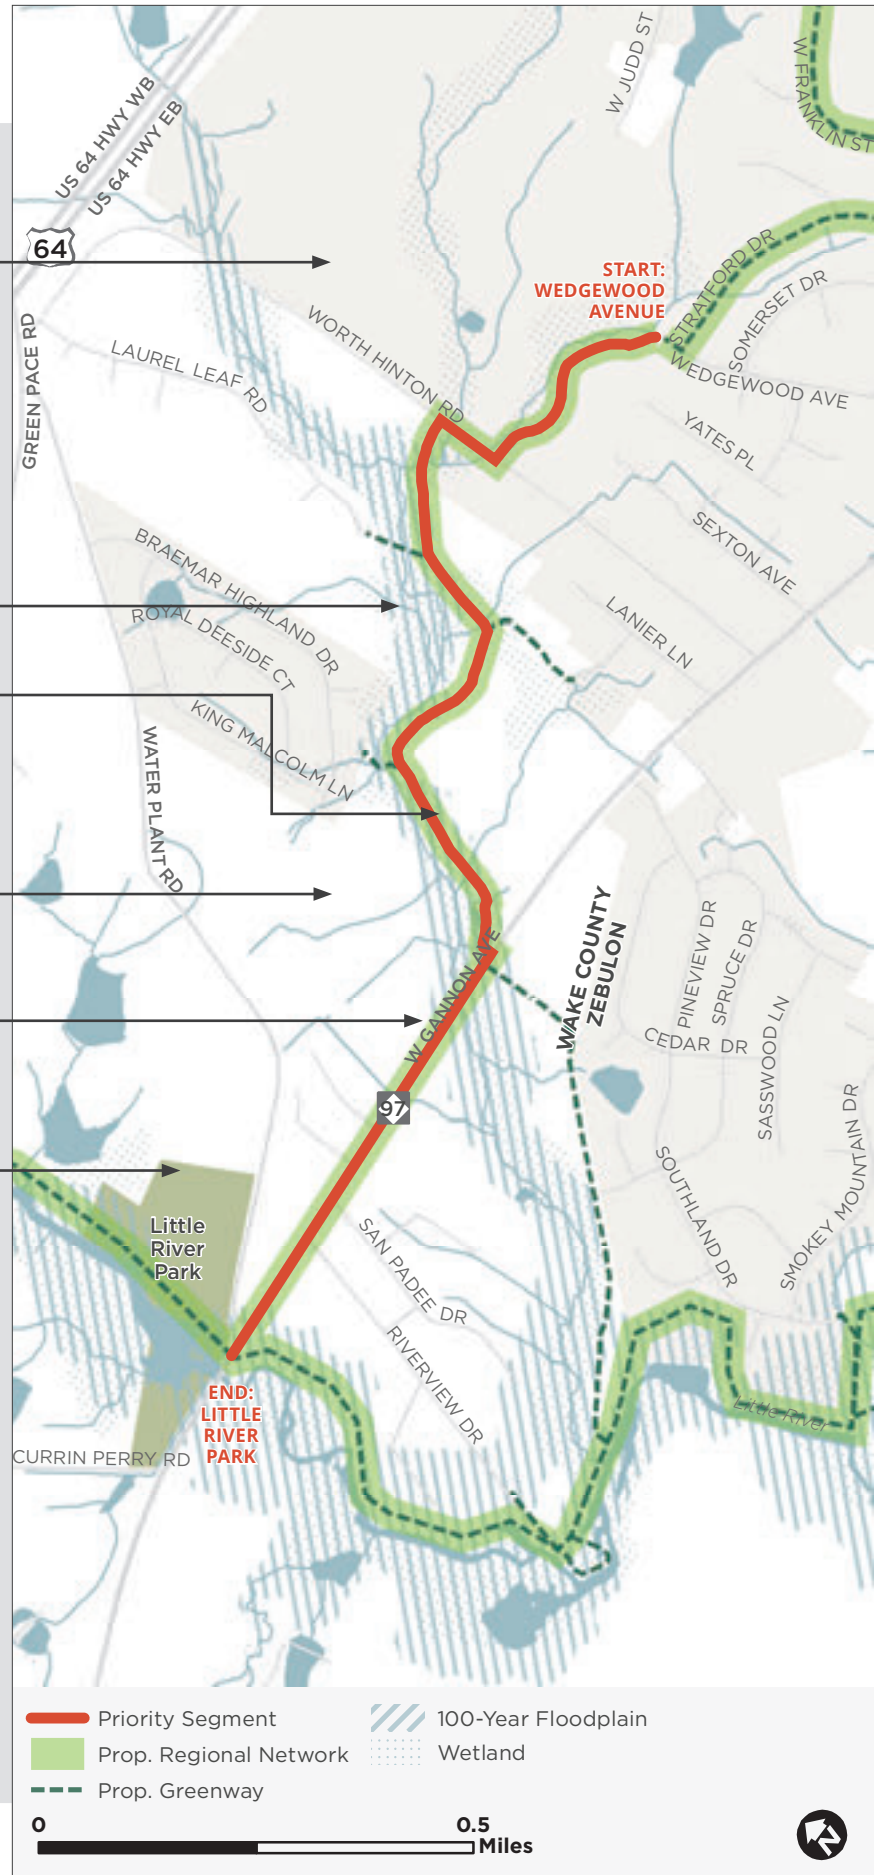 W JUDD ST
W FRANKLIN ST
US 64 HWY WB
US 64 HWY EB
64
START:
WEDGEWOOD
AVENUE
STRATFORD DR
SOMERSET DR
WEDGEWOOD AVE
WORTH HINTON RD
LAUREL LEAF RD
GREEN PACE RD
YATES PL
SEXTON AVE
LANIER LN
BRAEMAR HIGHLAND DR
ROYAL DEESIDE CT
KING MALCOLM LN
WATER PLANT RD
W GANNON AVE
WAKE COUNTY
ZEBULON
PINEVIEW DR
SPRUCE DR
CEDAR DR
SASSWOOD LN
97
SOUTHLAND DR
SMOKEY MOUNTAIN DR
Little
River
Park
SAN PADEE DR
RIVERVIEW DR
END:
LITTLE
RIVER
PARK
Little River
CURRIN PERRY RD
Priority Segment
Prop. Regional Network
Prop. Greenway
100-Year Floodplain
Wetland
0
0.5
Miles
N